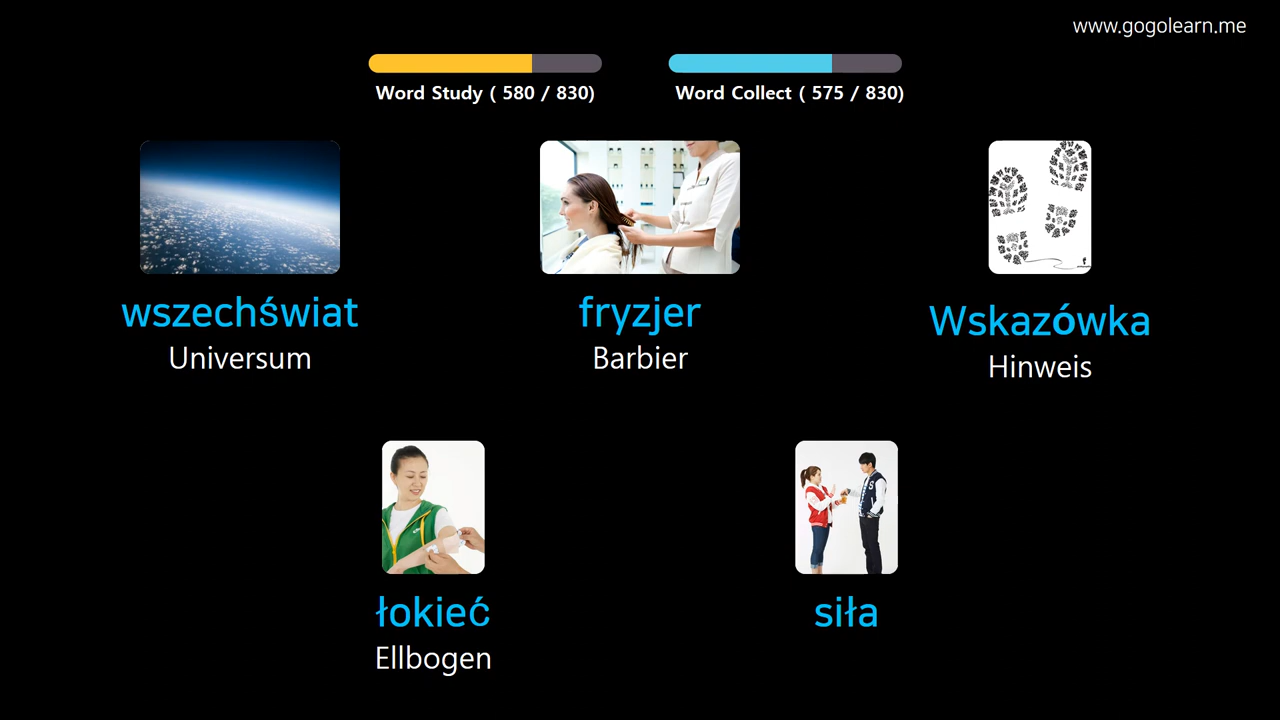 www.gogolearn.me
Word Study ( 580 / 830)
Word Collect ( 575 / 830)
wszechświat
Universum
fryzjer
Barbier
Wskazówka
Hinweis
łokieć
Ellbogen
siła